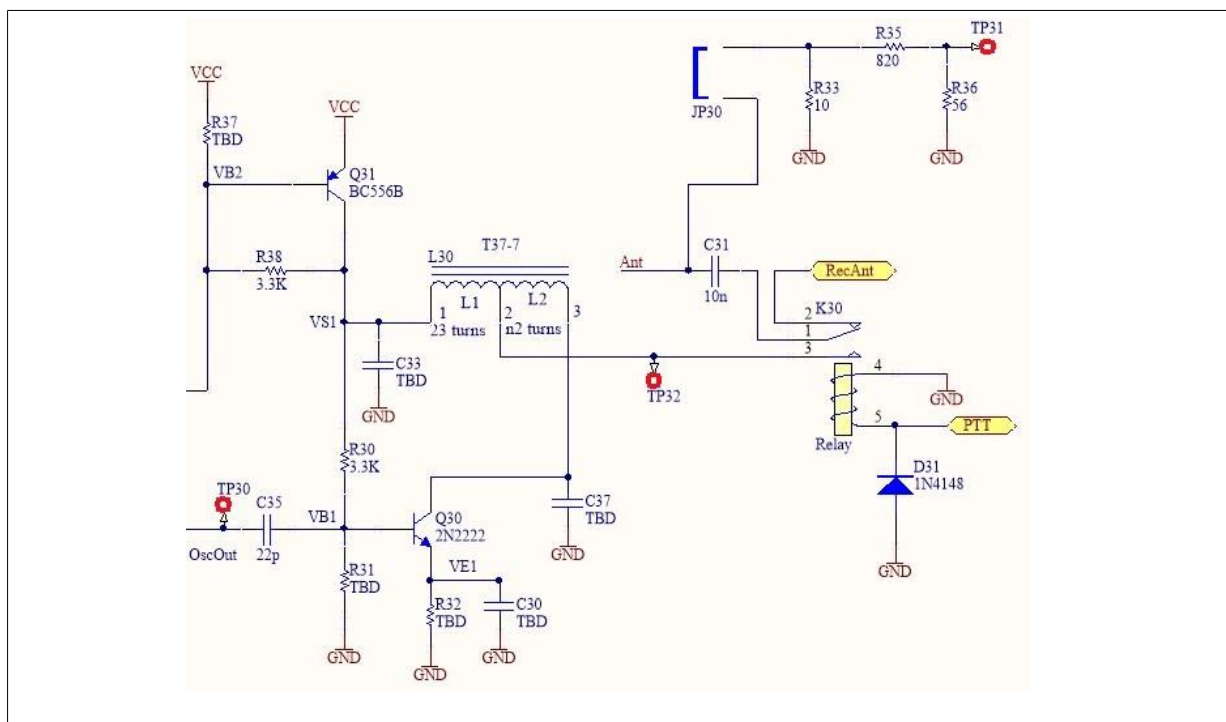 R35
TP31
820
VCC
R33
10
R36
56
JP30
VCC
R37
TBD
GND
GND
VB2
Q31
BC556B
T37-7
C31
R38
L30
Ant
RecAnt
3.3K
10n
K30
L1
L2
2
1
VS1
1
2
3
23 turns
n2 turns
3
C33
TBD
4
TP32
GND
GND
5
PTT
Relay
R30
3.3K
D31
1N4148
TP30
C35
C37
TBD
VB1
Q30
2N2222
OscOut
22p
GND
VE1
GND
R31
TBD
R32
TBD
C30
TBD
GND
GND
GND